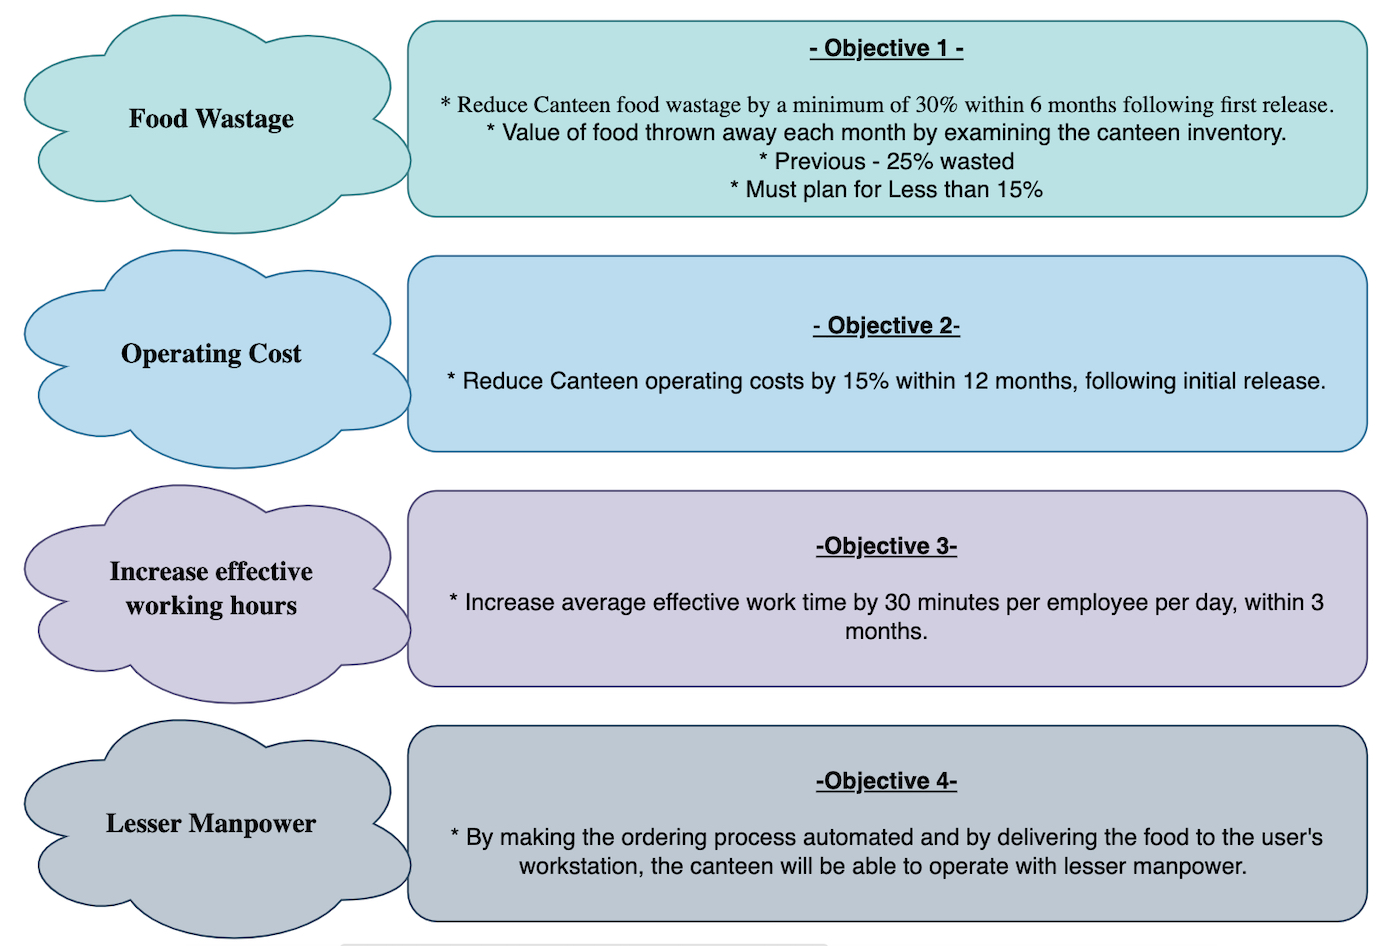 Food Wastage
- Objective 1 -
* Reduce Canteen food wastage by a minimum of 30% within 6 months following first release.
* Value of food thrown away each month by examining the canteen inventory.
* Previous - 25% wasted
* Must plan for Less than 15%
Operating Cost
- Objective 2-
* Reduce Canteen operating costs by 15% within 12 months, following initial release.
Increase effective
working hours
-Objective 3-
* Increase average effective work time by 30 minutes per employee per day, within 3
months.
Lesser Manpower
-Objective 4-
* By making the ordering process automated and by delivering the food to the user's
workstation, the canteen will be able to operate with lesser manpower.